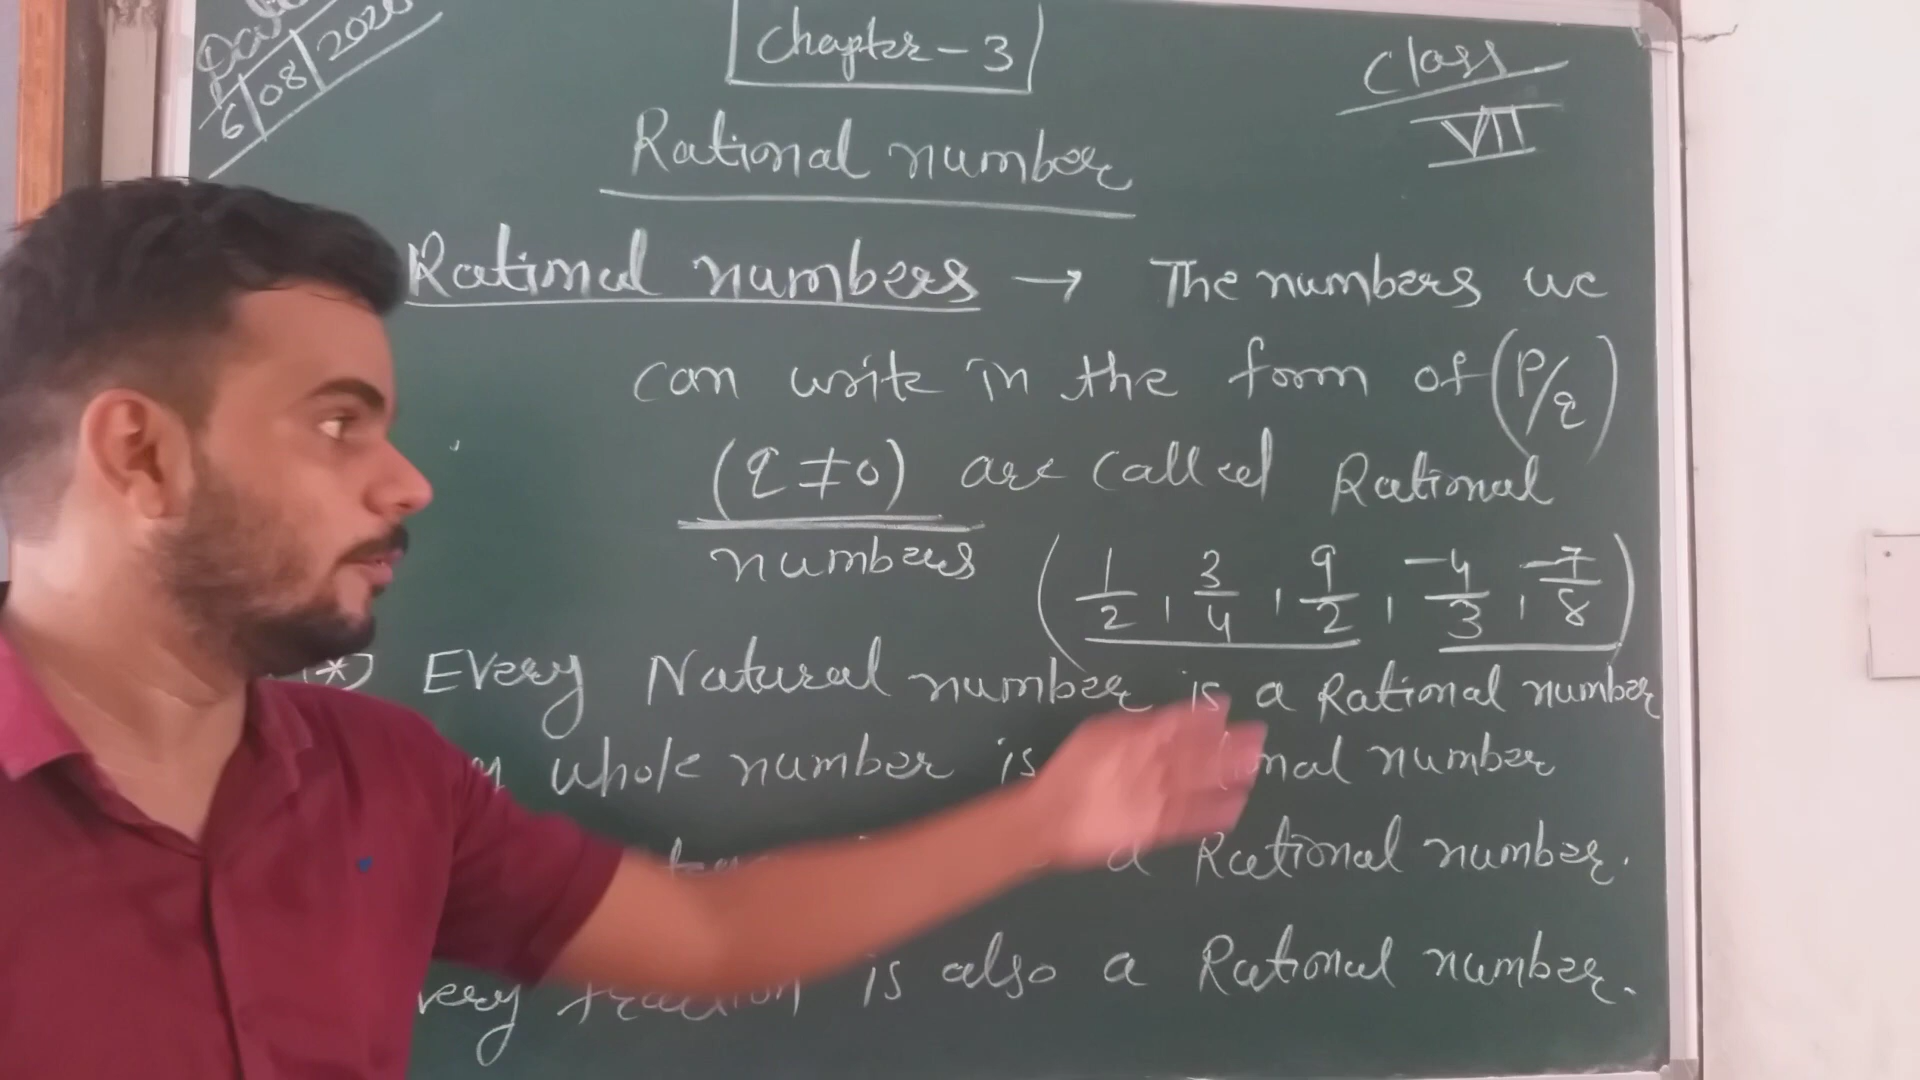 Date
6/08/2020
Chapter-3
Class
VII
Rational number
Rational numbers → The numbers we
can write in the form of (P/q)
(q≠0) are called Rational
numbers (1/2, 3/4, 9/2, -4/3, -7/8)
(*) Every Natural number is a Rational number
whole number is number
a Rational number.
fraction is also a Rational number.